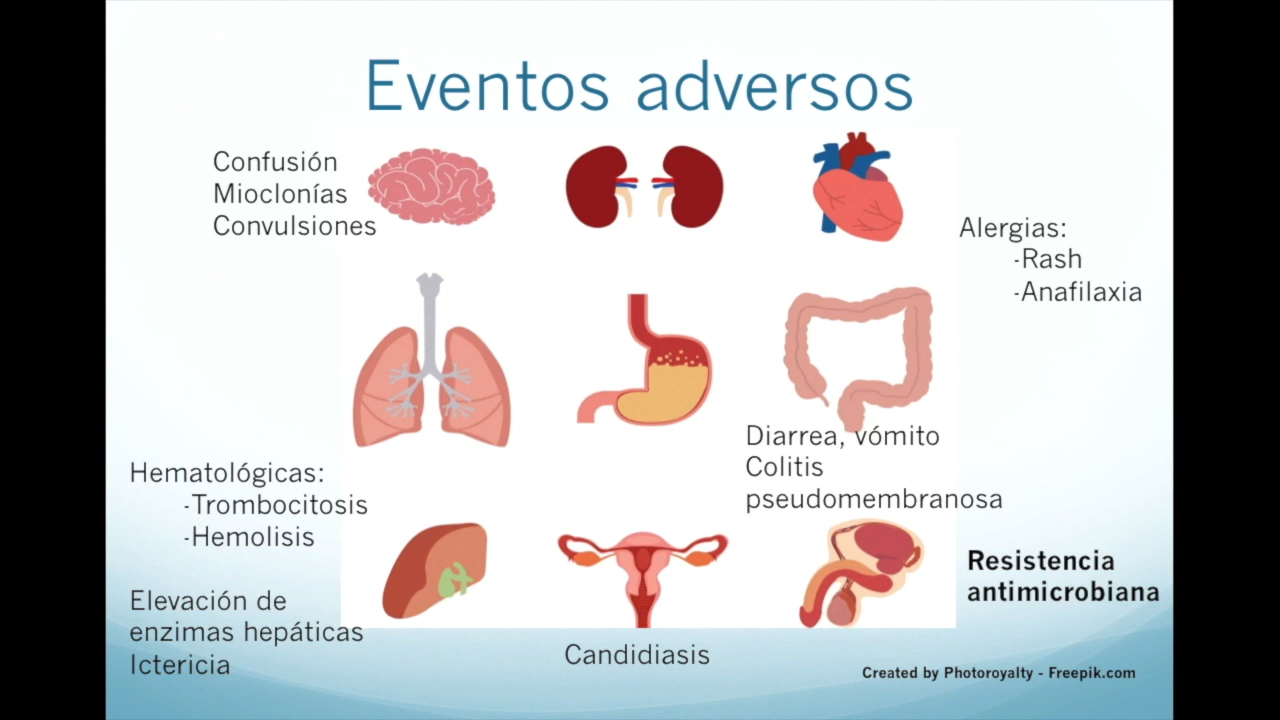 Eventos adversos
Confusión
Mioclonías
Convulsiones
Alergias:
-Rash
-Anafilaxia
Diarrea, vómito
Colitis
pseudomembranosa
Hematológicas:
-Trombocitosis
-Hemolisis
Elevación de
enzimas hepáticas
Ictericia
Candidiasis
Resistencia
antimicrobiana
Created by Photoroyalty - Freepik.com